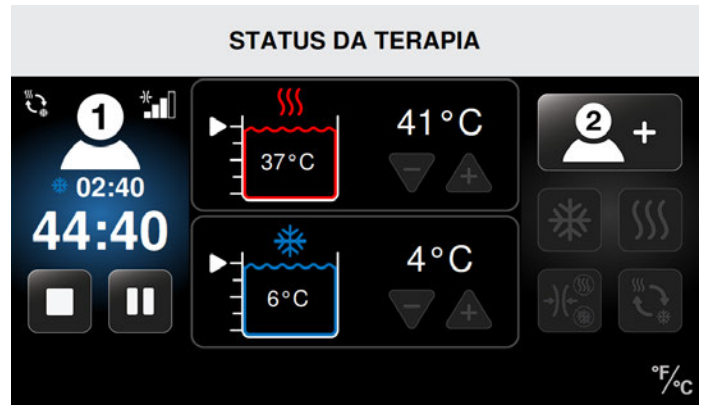 STATUS DA TERAPIA
1
02:40
44:40
41°C
37°C
4°C
6°C
2 +
°F/°C